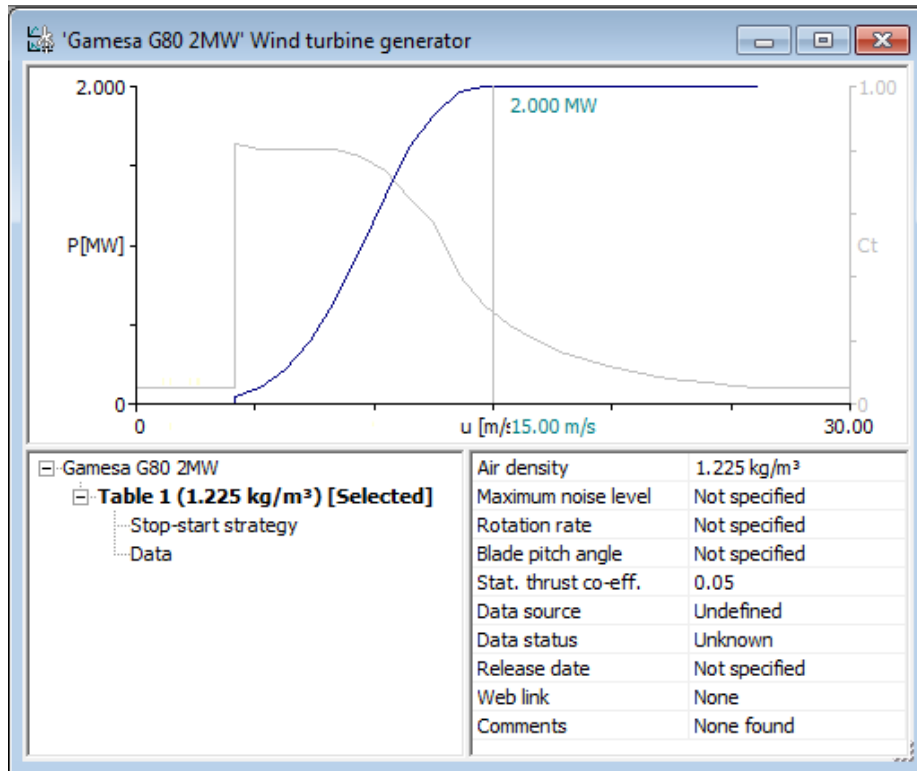 'Gamesa G80 2MW' Wind turbine generator
2.000
1.00
2.000 MW
P[MW]
Ct
0
0
0
u [m/s
15.00 m/s
30.00
Gamesa G80 2MW
Table 1 (1.225 kg/m³) [Selected]
Stop-start strategy
Data
Air density 1.225 kg/m³
Maximum noise level Not specified
Rotation rate Not specified
Blade pitch angle Not specified
Stat. thrust co-eff. 0.05
Data source Undefined
Data status Unknown
Release date Not specified
Web link None
Comments None found